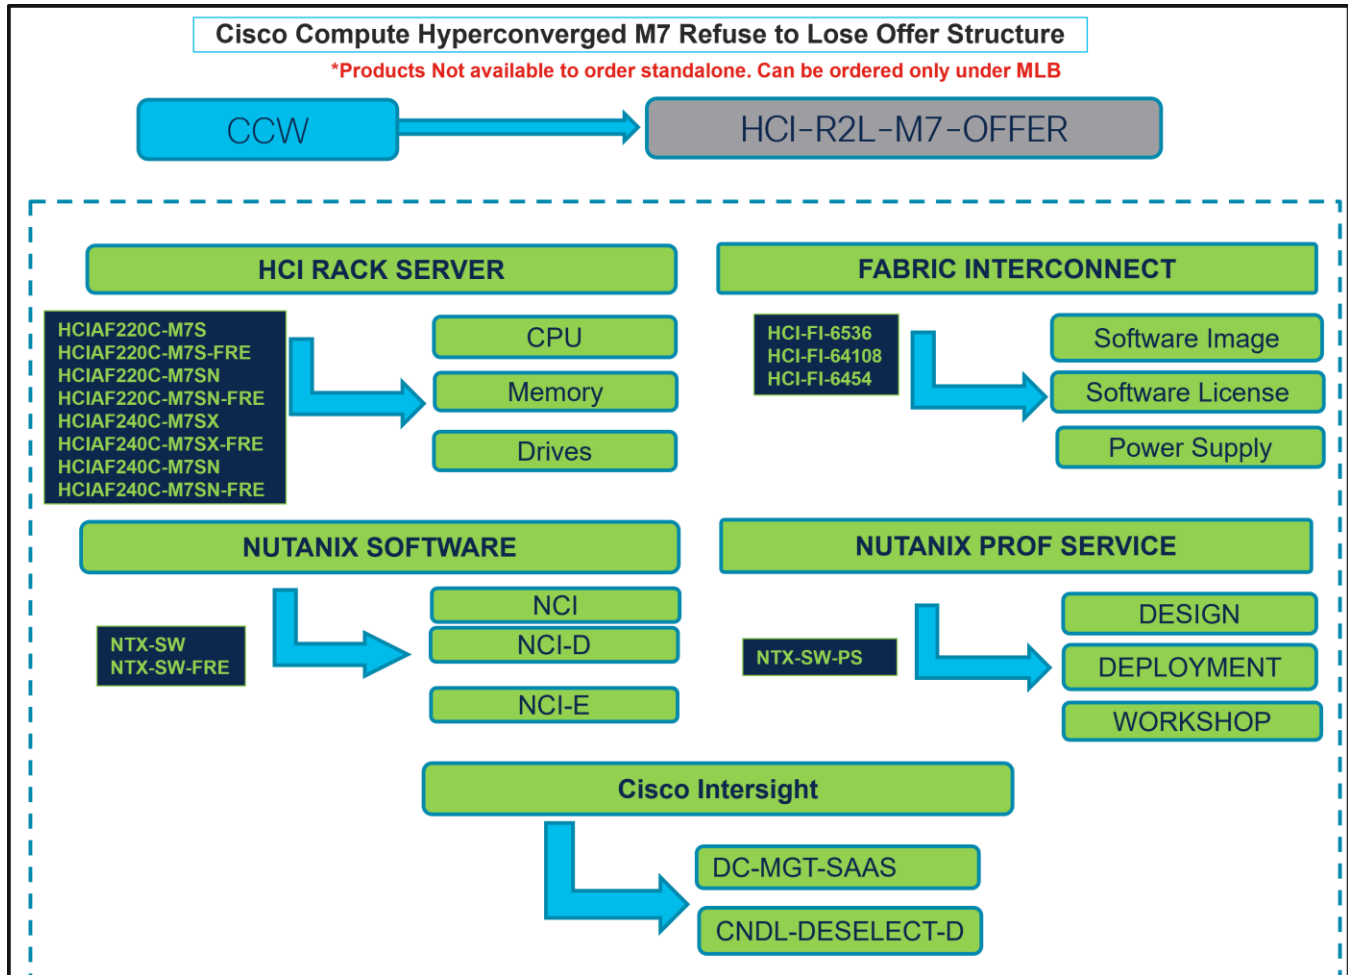 Cisco Compute Hyperconverged M7 Refuse to Lose Offer Structure
*Products Not available to order standalone. Can be ordered only under MLB
CCW
HCI-R2L-M7-OFFER
HCI RACK SERVER
HCIAF220C-M7S
HCIAF220C-M7S-FRE
HCIAF220C-M7SN
HCIAF220C-M7SN-FRE
HCIAF240C-M7SX
HCIAF240C-M7SX-FRE
HCIAF240C-M7SN
HCIAF240C-M7SN-FRE
CPU
Memory
Drives
FABRIC INTERCONNECT
HCI-FI-6536
HCI-FI-64108
HCI-FI-6454
Software Image
Software License
Power Supply
NUTANIX SOFTWARE
NTX-SW
NTX-SW-FRE
NCI
NCI-D
NCI-E
NUTANIX PROF SERVICE
NTX-SW-PS
DESIGN
DEPLOYMENT
WORKSHOP
Cisco Intersight
DC-MGT-SAAS
CNDL-DESELECT-D